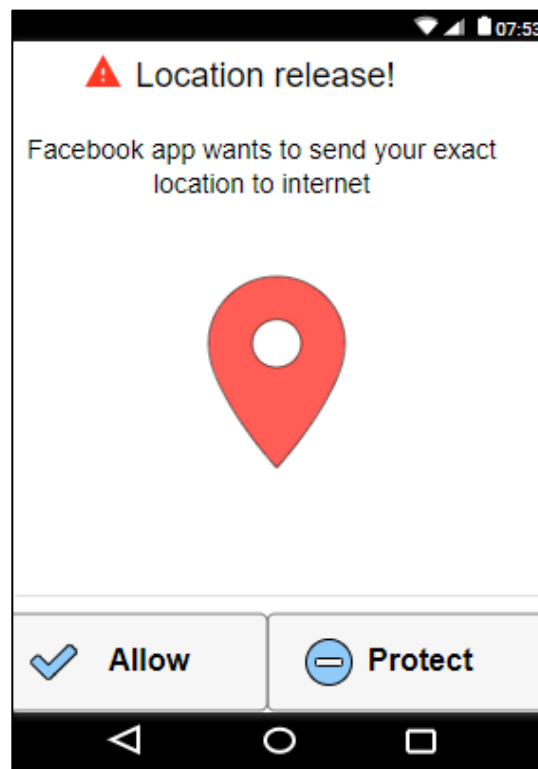 07:53
Location release!
Facebook app wants to send your exact
location to internet
Allow
Protect